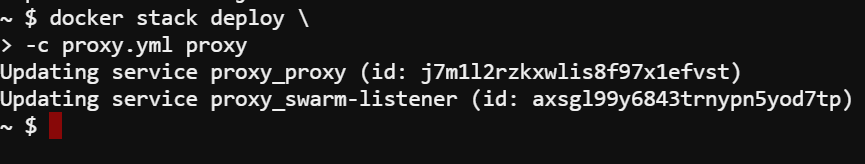 ~ $ docker stack deploy \
> -c proxy.yml proxy
Updating service proxy_proxy (id: j7m1l2rzkxwlis8f97x1efvst)
Updating service proxy_swarm-listener (id: axsgl99y6843trnypn5yod7tp)
~ $